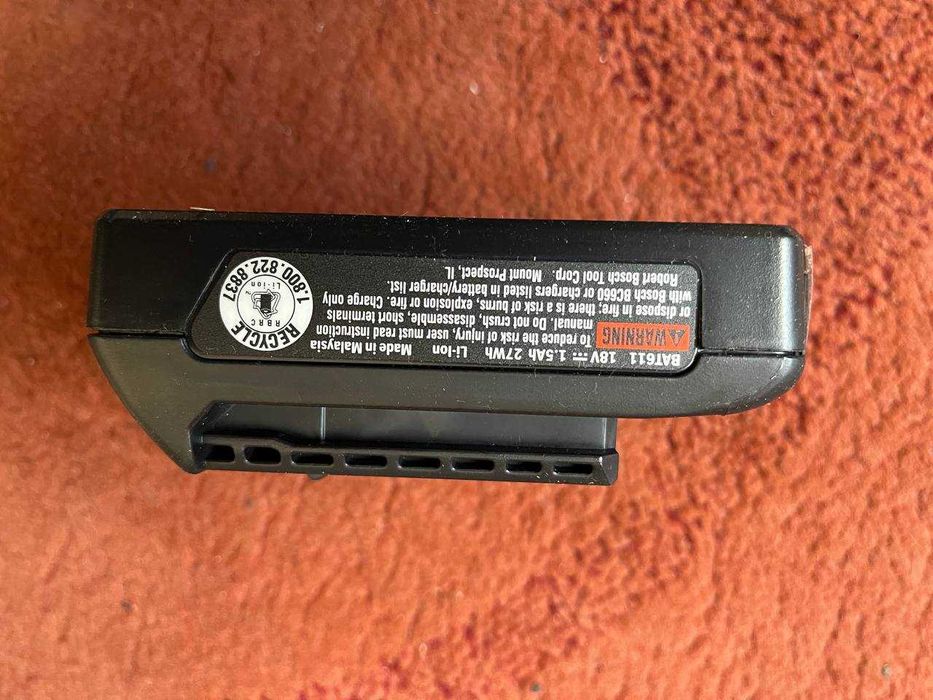 BAT611 18V⎓ 1.5Ah 27Wh Li-Ion Made in Malaysia
⚠WARNING To reduce the risk of injury, user must read instruction
manual. Do not crush, disassemble, short terminals
or dispose in fire; there is a risk of burns, explosion or fire. Charge only
with Bosch BC660 or chargers listed in battery/charger list.
Robert Bosch Tool Corp. Mount Prospect, IL
RECYCLE
RBRC
Li-Ion
1.800.822.8837